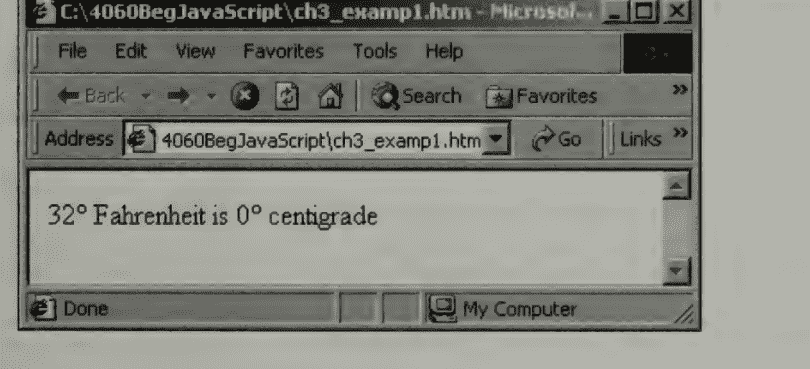 C:\4060BegJavaScript\ch3_examp1.htm - Microsof...
File Edit View Favorites Tools Help
Back Search Favorites »
Address 4060BegJavaScript\ch3_examp1.htm Go Links »
32° Fahrenheit is 0° centigrade
Done My Computer